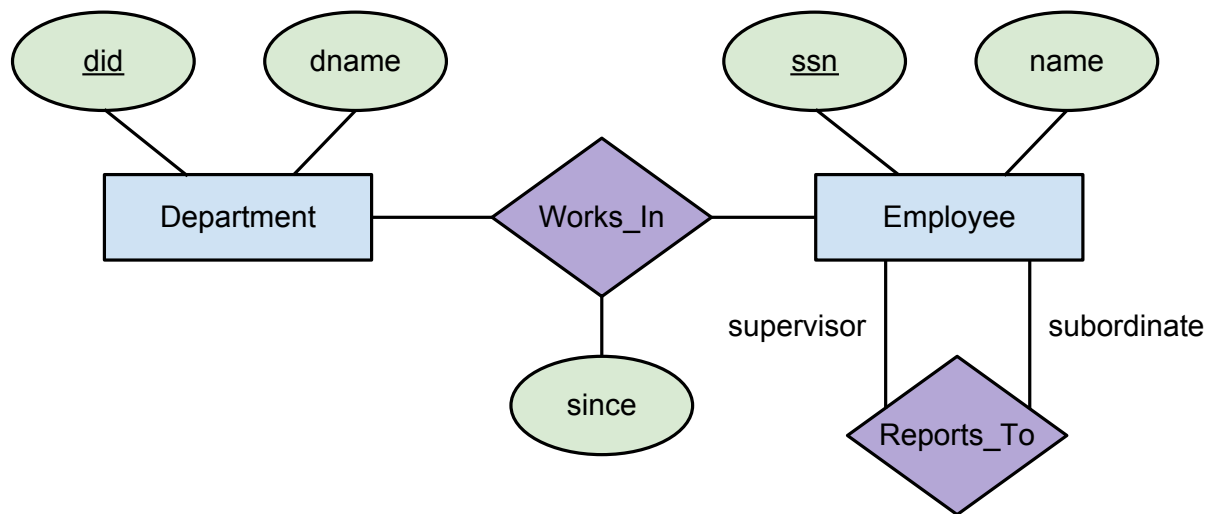 did
dname
ssn
name
Department
Works_In
Employee
supervisor
subordinate
since
Reports_To